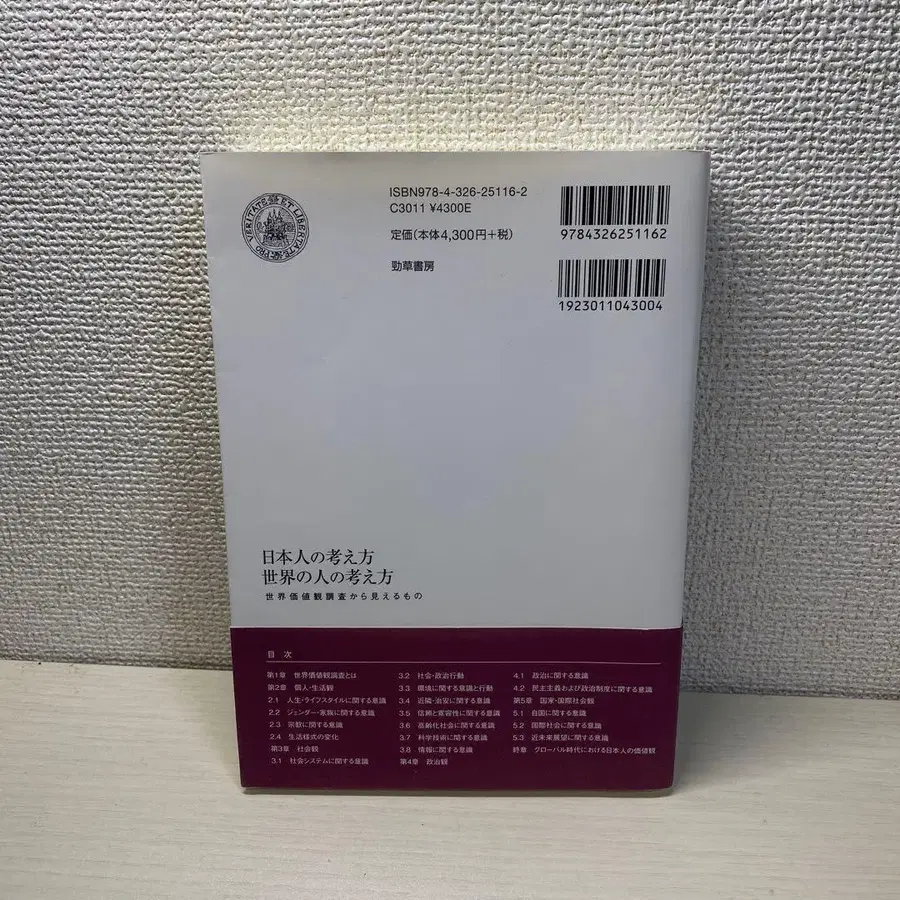 PRO VERITATE ET LIBERTATE
ISBN978-4-326-25116-2
C3011 ¥4300E
定価(本体4,300円+税)
勁草書房
9784326251162
1923011043004
日本人の考え方
世界の人の考え方
世界価値観調査から見えるもの
目 次
第1章 世界価値観調査とは
第2章 個人・生活観
2.1 人生・ライフスタイルに関する意識
2.2 ジェンダー・家族に関する意識
2.3 宗教に関する意識
2.4 生活様式の変化
第3章 社会観
3.1 社会システムに関する意識
3.2 社会・政治行動
3.3 環境に関する意識と行動
3.4 近隣・治安に関する意識
3.5 信頼と寛容性に関する意識
3.6 高齢化社会に関する意識
3.7 科学技術に関する意識
3.8 情報に関する意識
第4章 政治観
4.1 政治に関する意識
4.2 民主主義および政治制度に関する意識
第5章 国家・国際社会観
5.1 自国に関する意識
5.2 国際社会に関する意識
5.3 近未来展望に関する意識
終章 グローバル時代における日本人の価値観